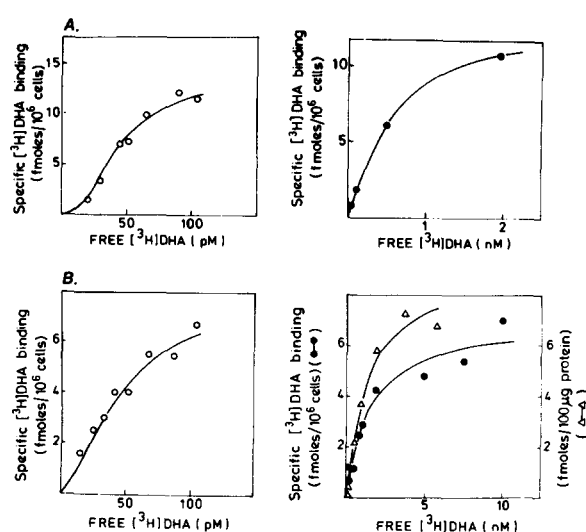 A.
Specific [³H]DHA binding
(fmoles/10⁶ cells)
15
10
5
50
100
FREE [³H]DHA (pM)
Specific [³H]DHA binding
(fmoles/10⁶ cells)
10
5
1
2
FREE [³H]DHA (nM)
B.
Specific [³H]DHA binding
(fmoles/10⁶ cells)
6
4
2
50
100
FREE [³H]DHA (pM)
Specific [³H]DHA binding
(fmoles/10⁶ cells) (●-●)
6
4
2
5
10
FREE [³H]DHA (nM)
6
4
2
(fmoles/100µg protein)
(△-△)